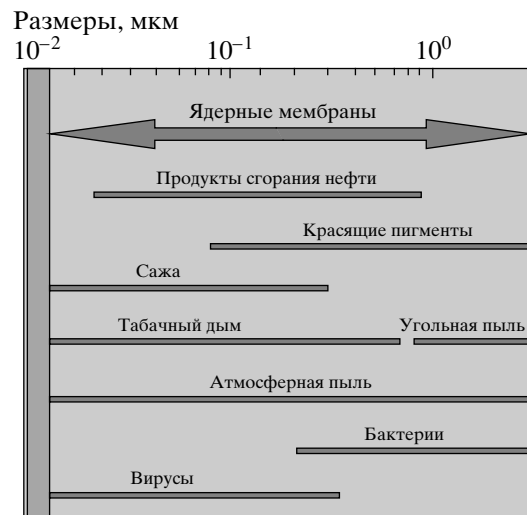 Размеры, мкм
10⁻² 10⁻¹ 10⁰
Ядерные мембраны
Продукты сгорания нефти
Красящие пигменты
Сажа
Табачный дым Угольная пыль
Атмосферная пыль
Бактерии
Вирусы